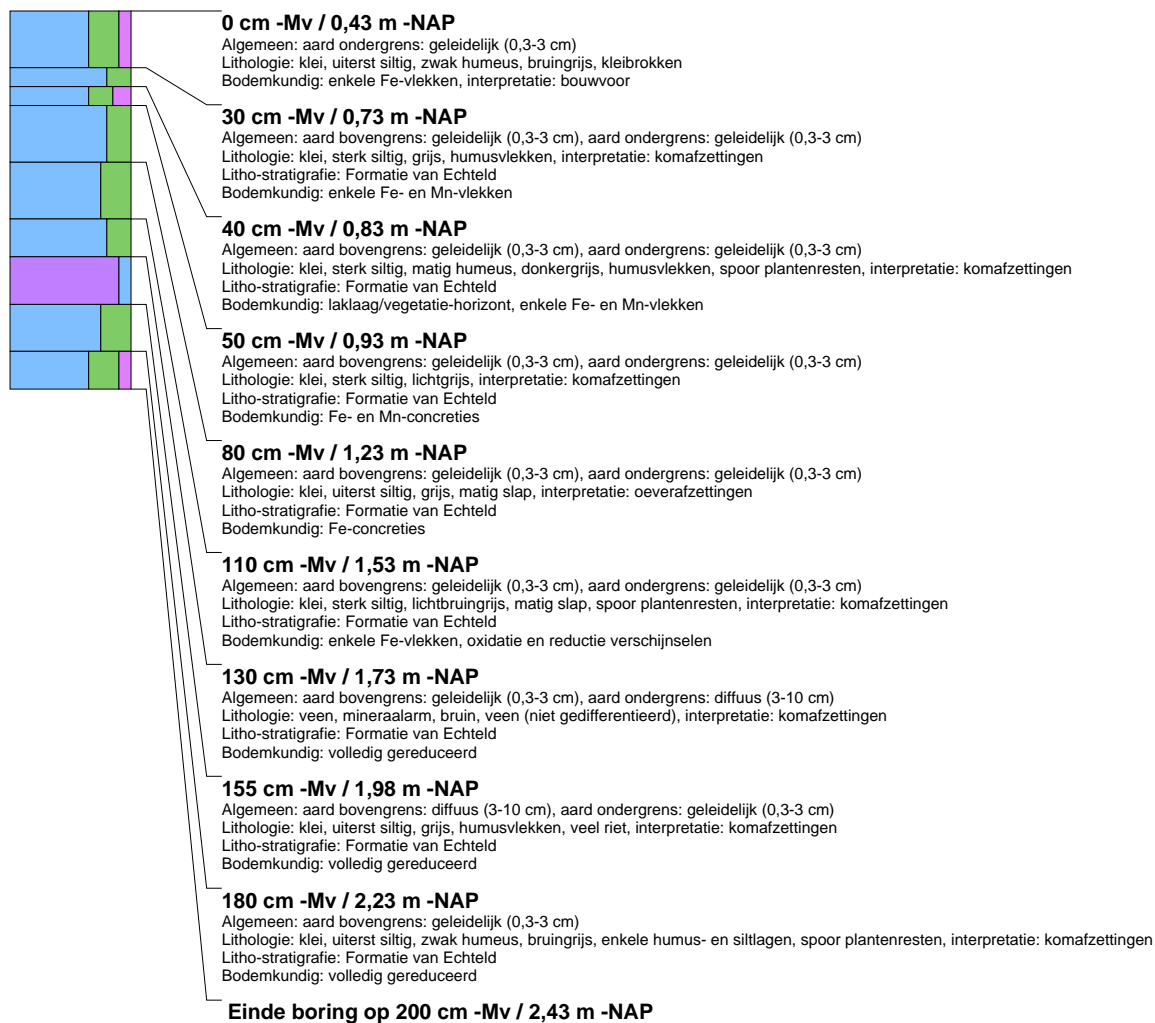 0 cm -Mv / 0,43 m -NAP
Algemeen: aard ondergrens: geleidelijk (0,3-3 cm)
Lithologie: klei, uiterst siltig, zwak humeus, bruingrijs, kleibrokken
Bodemkundig: enkele Fe-vlekken, interpretatie: bouwvoor
30 cm -Mv / 0,73 m -NAP
Algemeen: aard bovengrens: geleidelijk (0,3-3 cm), aard ondergrens: geleidelijk (0,3-3 cm)
Lithologie: klei, sterk siltig, grijs, humusvlekken, interpretatie: komafzettingen
Litho-stratigrafie: Formatie van Echteld
Bodemkundig: enkele Fe- en Mn-vlekken
40 cm -Mv / 0,83 m -NAP
Algemeen: aard bovengrens: geleidelijk (0,3-3 cm), aard ondergrens: geleidelijk (0,3-3 cm)
Lithologie: klei, sterk siltig, matig humeus, donkergrijs, humusvlekken, spoor plantenresten, interpretatie: komafzettingen
Litho-stratigrafie: Formatie van Echteld
Bodemkundig: laklaag/vegetatie-horizont, enkele Fe- en Mn-vlekken
50 cm -Mv / 0,93 m -NAP
Algemeen: aard bovengrens: geleidelijk (0,3-3 cm), aard ondergrens: geleidelijk (0,3-3 cm)
Lithologie: klei, sterk siltig, lichtgrijs, interpretatie: komafzettingen
Litho-stratigrafie: Formatie van Echteld
Bodemkundig: Fe- en Mn-concreties
80 cm -Mv / 1,23 m -NAP
Algemeen: aard bovengrens: geleidelijk (0,3-3 cm), aard ondergrens: geleidelijk (0,3-3 cm)
Lithologie: klei, uiterst siltig, grijs, matig slap, interpretatie: oeverafzettingen
Litho-stratigrafie: Formatie van Echteld
Bodemkundig: Fe-concreties
110 cm -Mv / 1,53 m -NAP
Algemeen: aard bovengrens: geleidelijk (0,3-3 cm), aard ondergrens: geleidelijk (0,3-3 cm)
Lithologie: klei, sterk siltig, lichtbruingrijs, matig slap, spoor plantenresten, interpretatie: komafzettingen
Litho-stratigrafie: Formatie van Echteld
Bodemkundig: enkele Fe-vlekken, oxidatie en reductie verschijnselen
130 cm -Mv / 1,73 m -NAP
Algemeen: aard bovengrens: geleidelijk (0,3-3 cm), aard ondergrens: diffuus (3-10 cm)
Lithologie: veen, mineraalarm, bruin, veen (niet gedifferentieerd), interpretatie: komafzettingen
Litho-stratigrafie: Formatie van Echteld
Bodemkundig: volledig gereduceerd
155 cm -Mv / 1,98 m -NAP
Algemeen: aard bovengrens: diffuus (3-10 cm), aard ondergrens: geleidelijk (0,3-3 cm)
Lithologie: klei, uiterst siltig, grijs, humusvlekken, veel riet, interpretatie: komafzettingen
Litho-stratigrafie: Formatie van Echteld
Bodemkundig: volledig gereduceerd
180 cm -Mv / 2,23 m -NAP
Algemeen: aard bovengrens: geleidelijk (0,3-3 cm)
Lithologie: klei, uiterst siltig, zwak humeus, bruingrijs, enkele humus- en siltlagen, spoor plantenresten, interpretatie: komafzettingen
Litho-stratigrafie: Formatie van Echteld
Bodemkundig: volledig gereduceerd
Einde boring op 200 cm -Mv / 2,43 m -NAP